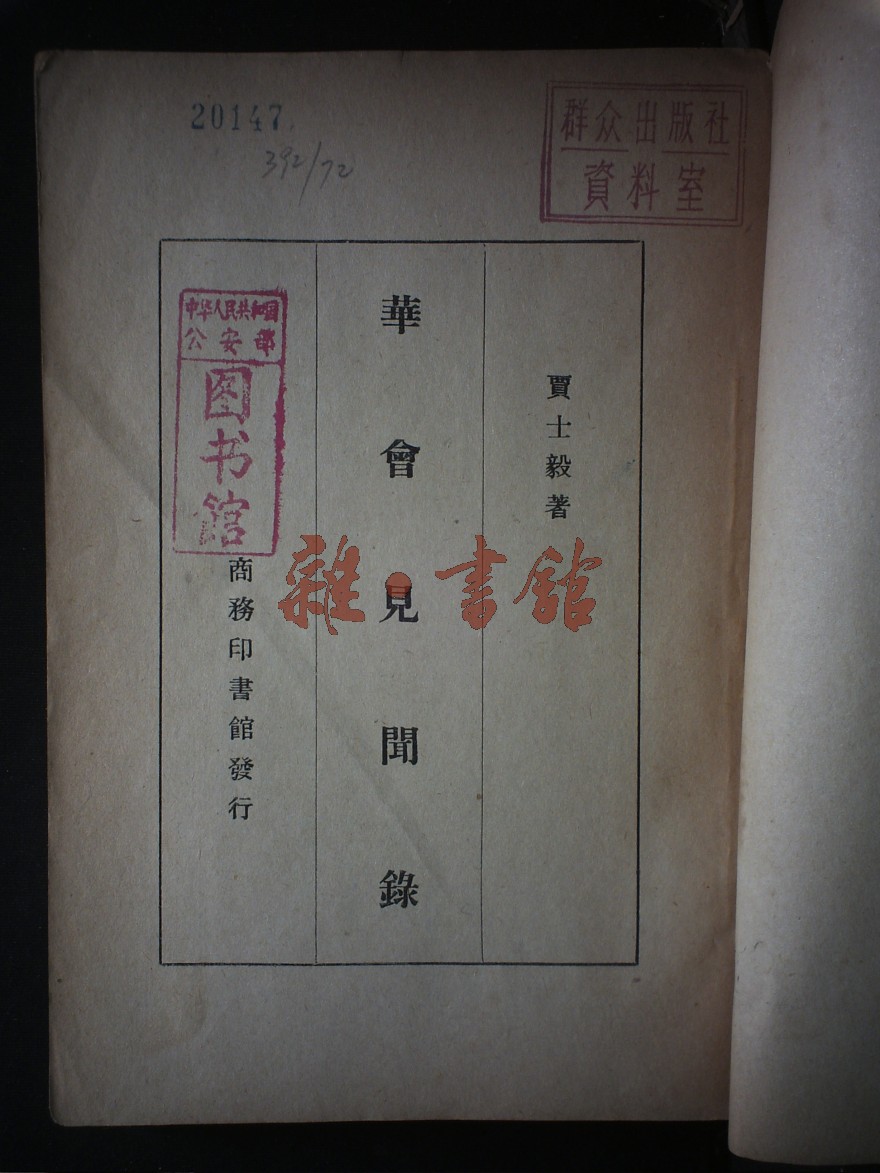 20147
392/72
群众出版社
資料室
賈士毅著
華會見聞錄
商務印書館發行
中华人民共和国
公安部
图书馆
雜·書館